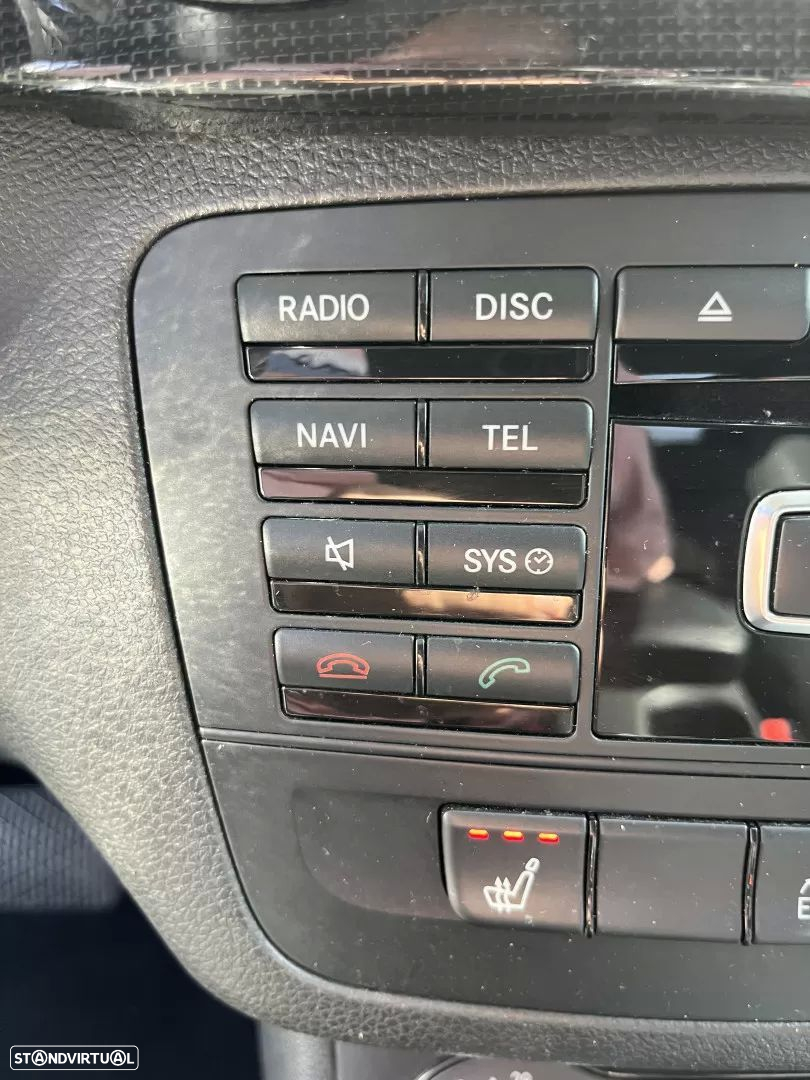 RADIO DISC
NAVI TEL
SYS
E
STANDVIRTUAL